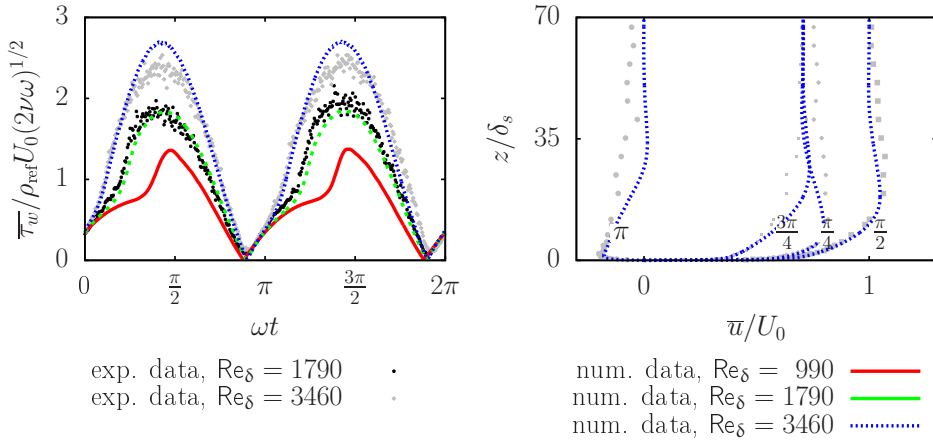 3
2
1
0
τ̅_w/ρ_ref U₀(2νω)^{1/2}
0
π/2
π
3π/2
2π
ωt
70
35
0
z/δ_s
π
3π/4
π/4
π/2
0
1
u̅/U₀
exp. data, Re_δ = 1790
exp. data, Re_δ = 3460
num. data, Re_δ = 990
num. data, Re_δ = 1790
num. data, Re_δ = 3460